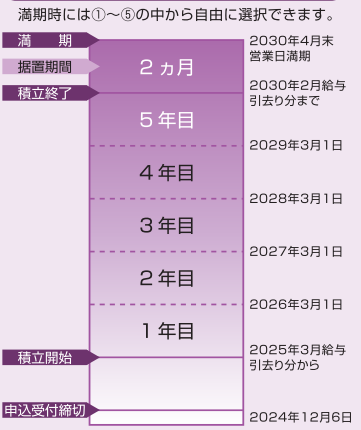 満期時には①～⑤の中から自由に選択できます。
満　期
2030年4月末
営業日満期
据置期間
2ヵ月
積立終了
2030年2月給与
引去り分まで
5年目
2029年3月1日
4年目
2028年3月1日
3年目
2027年3月1日
2年目
2026年3月1日
1年目
積立開始
2025年3月給与
引去り分から
申込受付締切
2024年12月6日